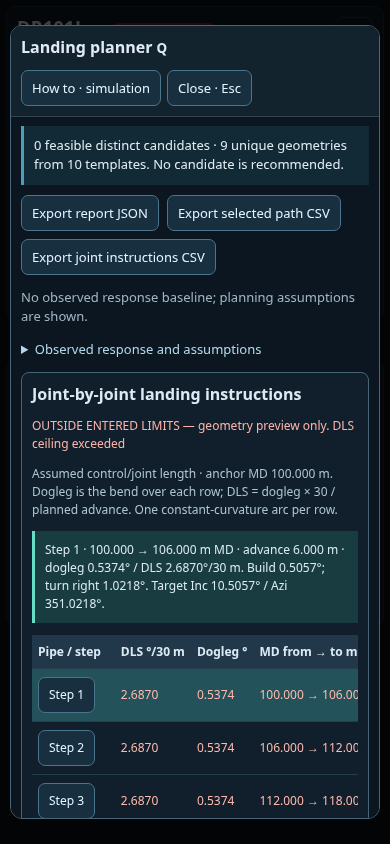 Landing planner Q
How to · simulation
Close · Esc
0 feasible distinct candidates · 9 unique geometries
from 10 templates. No candidate is recommended.
Export report JSON
Export selected path CSV
Export joint instructions CSV
No observed response baseline; planning assumptions
are shown.
▶ Observed response and assumptions
Joint-by-joint landing instructions
OUTSIDE ENTERED LIMITS — geometry preview only. DLS
ceiling exceeded
Assumed control/joint length · anchor MD 100.000 m.
Dogleg is the bend over each row; DLS = dogleg × 30 /
planned advance. One constant-curvature arc per row.
Step 1 · 100.000 → 106.000 m MD · advance 6.000 m ·
dogleg 0.5374° / DLS 2.6870°/30 m. Build 0.5057°;
turn right 1.0218°. Target Inc 10.5057° / Azi
351.0218°.
Pipe / step DLS °/30 m Dogleg ° MD from → to m
Step 1 2.6870 0.5374 100.000 → 106.00
Step 2 2.6870 0.5374 106.000 → 112.00
Step 3 2.6870 0.5374 112.000 → 118.00